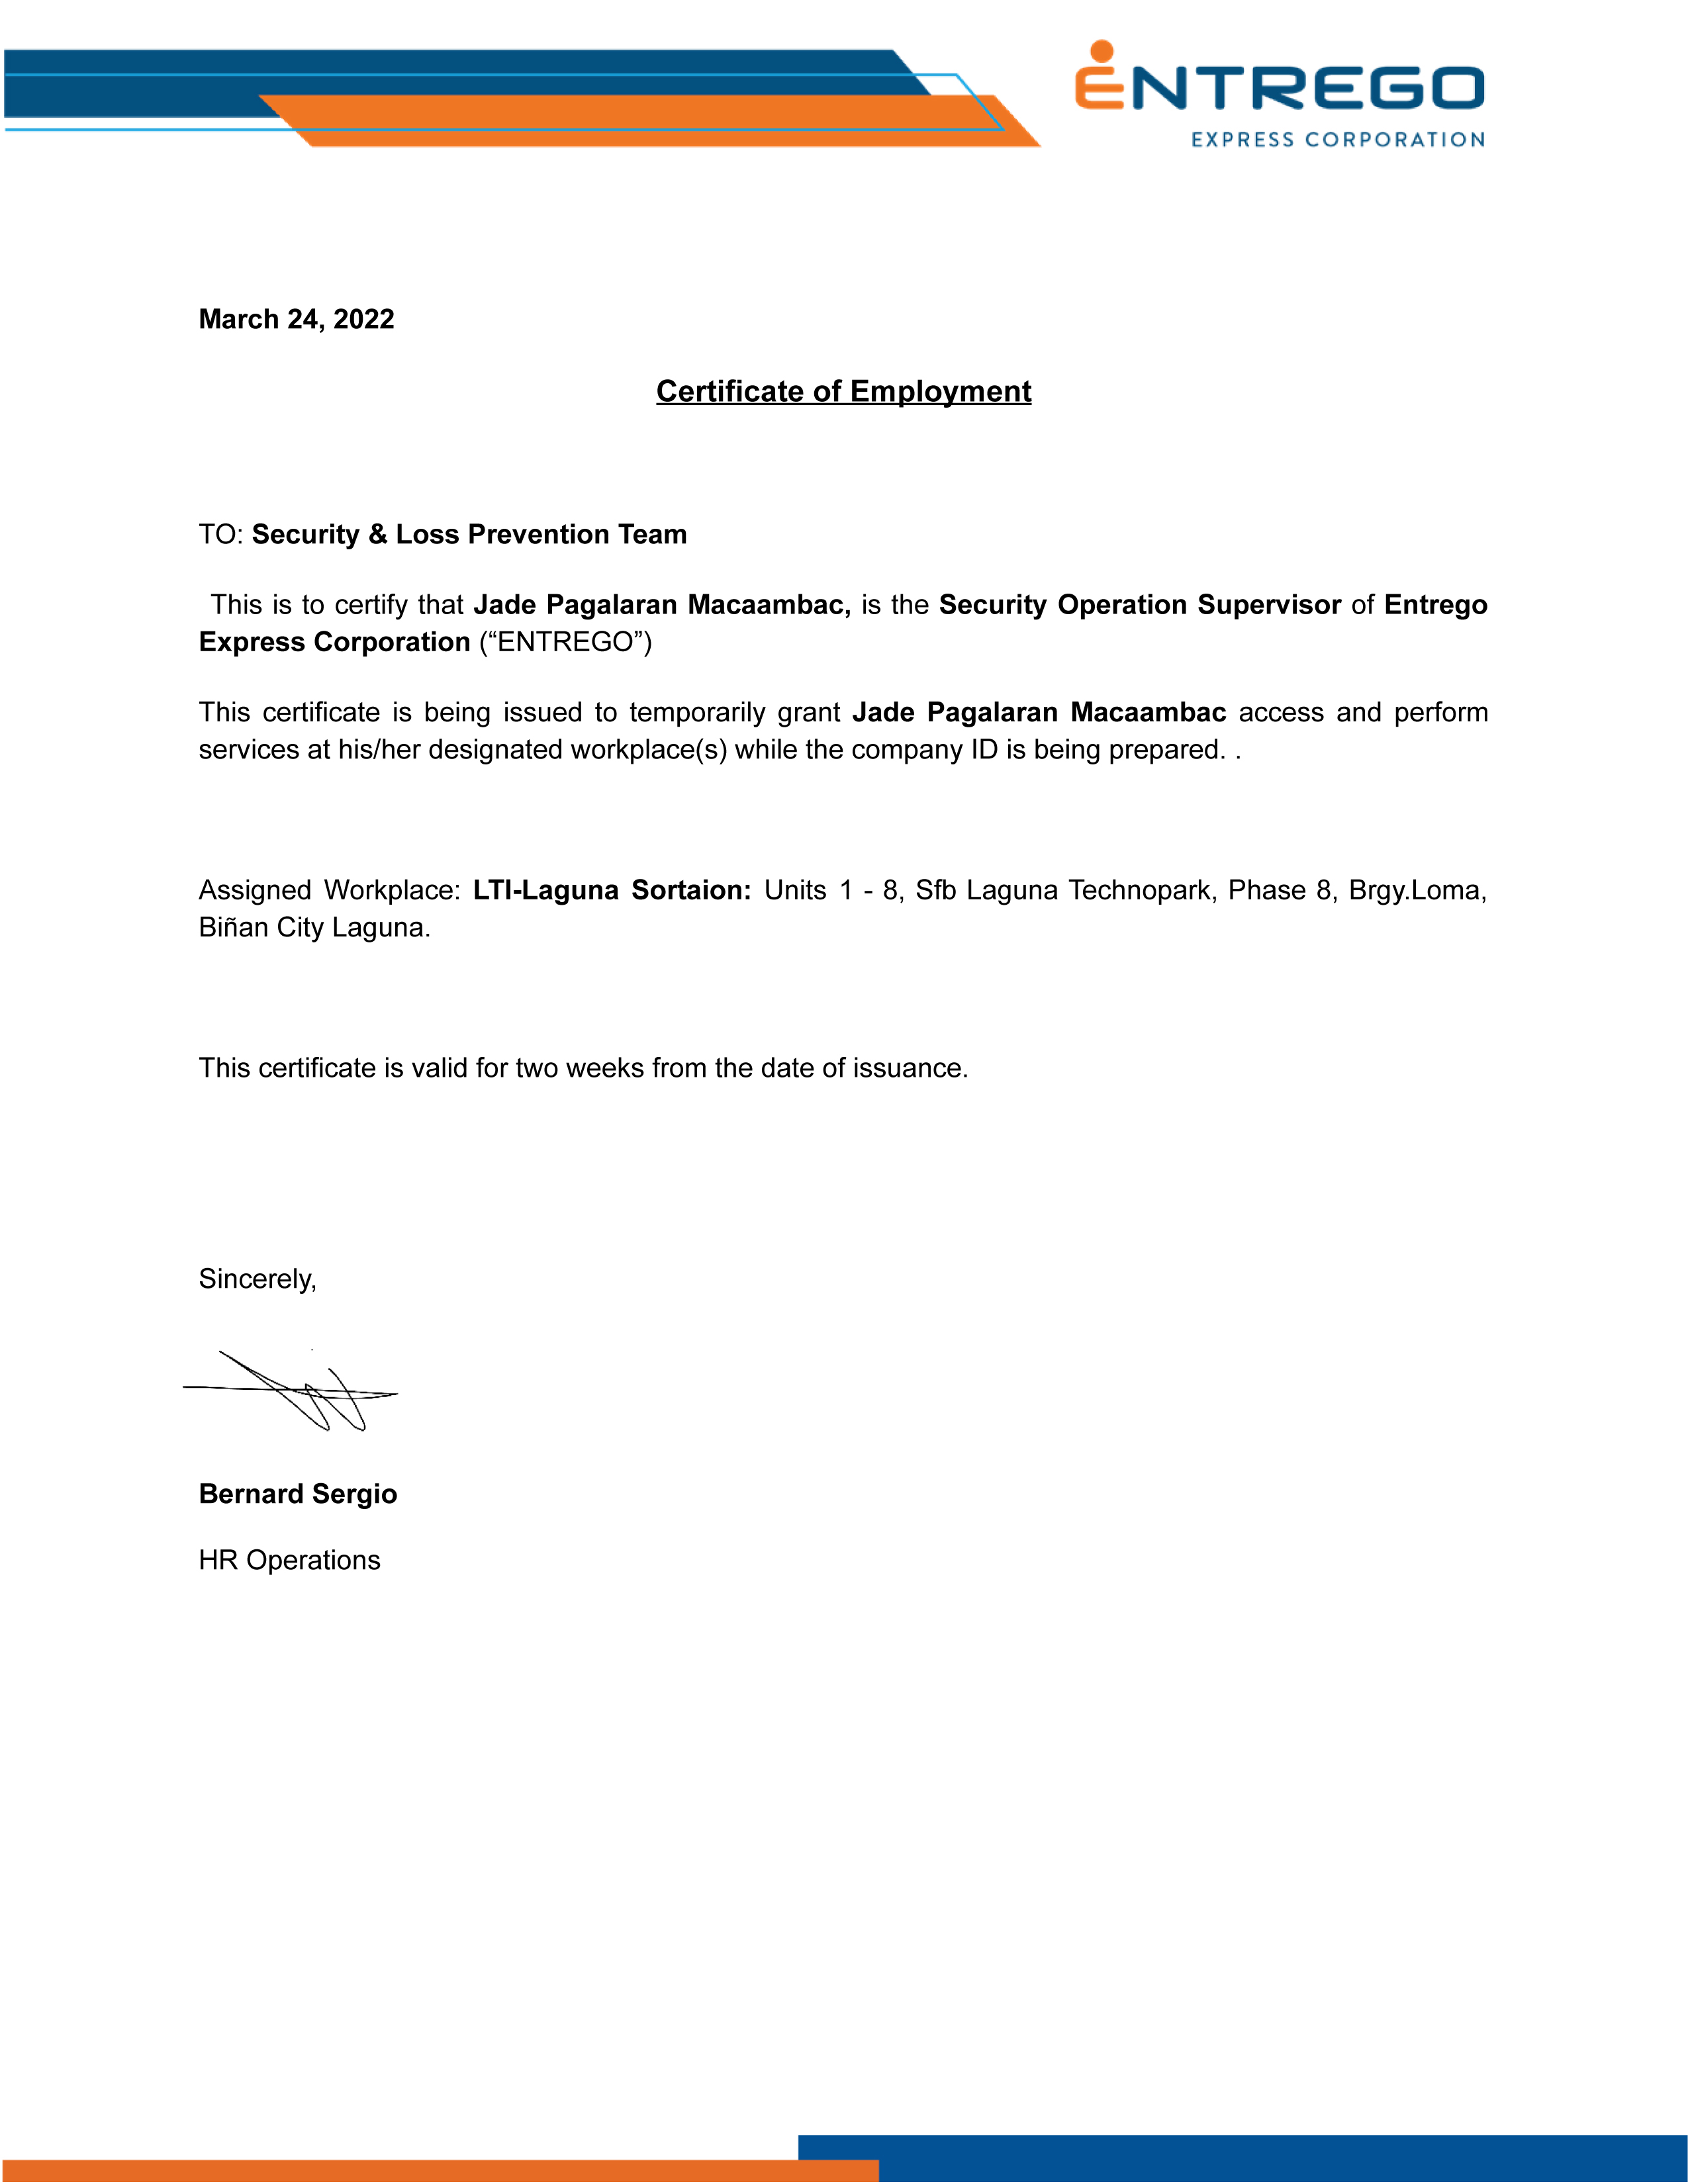 ENTREGO
EXPRESS CORPORATION
March 24, 2022
Certificate of Employment
TO: Security & Loss Prevention Team
This is to certify that Jade Pagalaran Macaambac, is the Security Operation Supervisor of Entrego
Express Corporation (“ENTREGO”)
This certificate is being issued to temporarily grant Jade Pagalaran Macaambac access and perform
services at his/her designated workplace(s) while the company ID is being prepared. .
Assigned Workplace: LTI-Laguna Sortaion: Units 1 - 8, Sfb Laguna Technopark, Phase 8, Brgy.Loma,
Biñan City Laguna.
This certificate is valid for two weeks from the date of issuance.
Sincerely,
Bernard Sergio
HR Operations